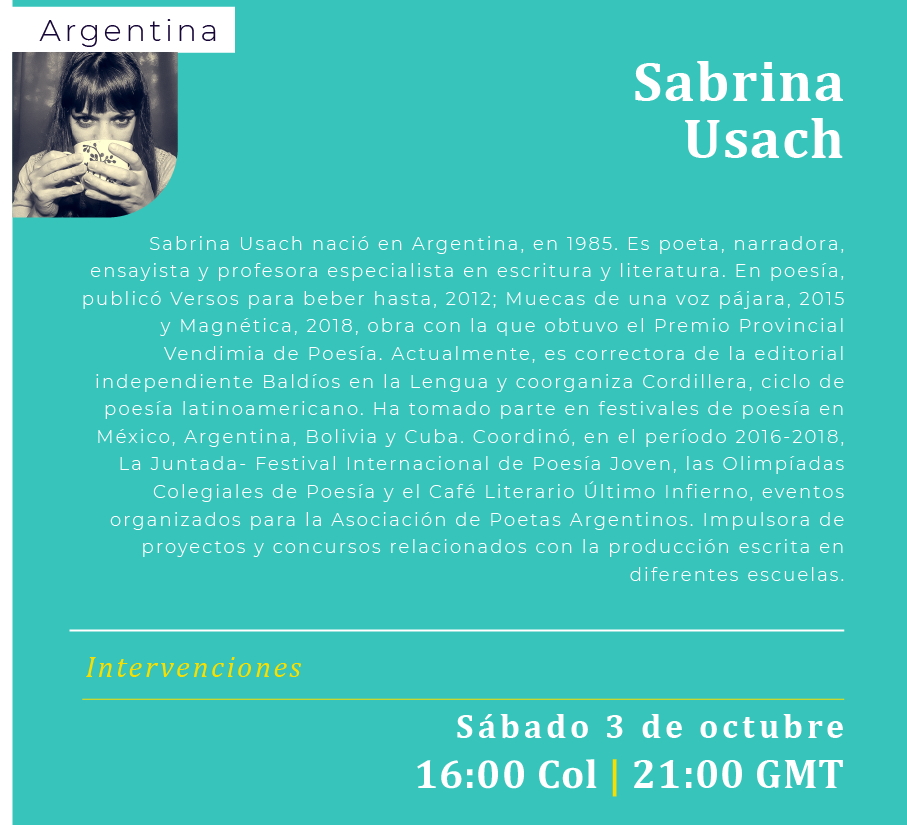 Argentina
Sabrina
Usach
Sabrina Usach nació en Argentina, en 1985. Es poeta, narradora,
ensayista y profesora especialista en escritura y literatura. En poesía,
publicó Versos para beber hasta, 2012; Muecas de una voz pájara, 2015
y Magnética, 2018, obra con la que obtuvo el Premio Provincial
Vendimia de Poesía. Actualmente, es correctora de la editorial
independiente Baldíos en la Lengua y coorganiza Cordillera, ciclo de
poesía latinoamericano. Ha tomado parte en festivales de poesía en
México, Argentina, Bolivia y Cuba. Coordinó, en el período 2016-2018,
La Juntada- Festival Internacional de Poesía Joven, las Olimpíadas
Colegiales de Poesía y el Café Literario Último Infierno, eventos
organizados para la Asociación de Poetas Argentinos. Impulsora de
proyectos y concursos relacionados con la producción escrita en
diferentes escuelas.
Intervenciones
Sábado 3 de octubre
16:00 Col | 21:00 GMT